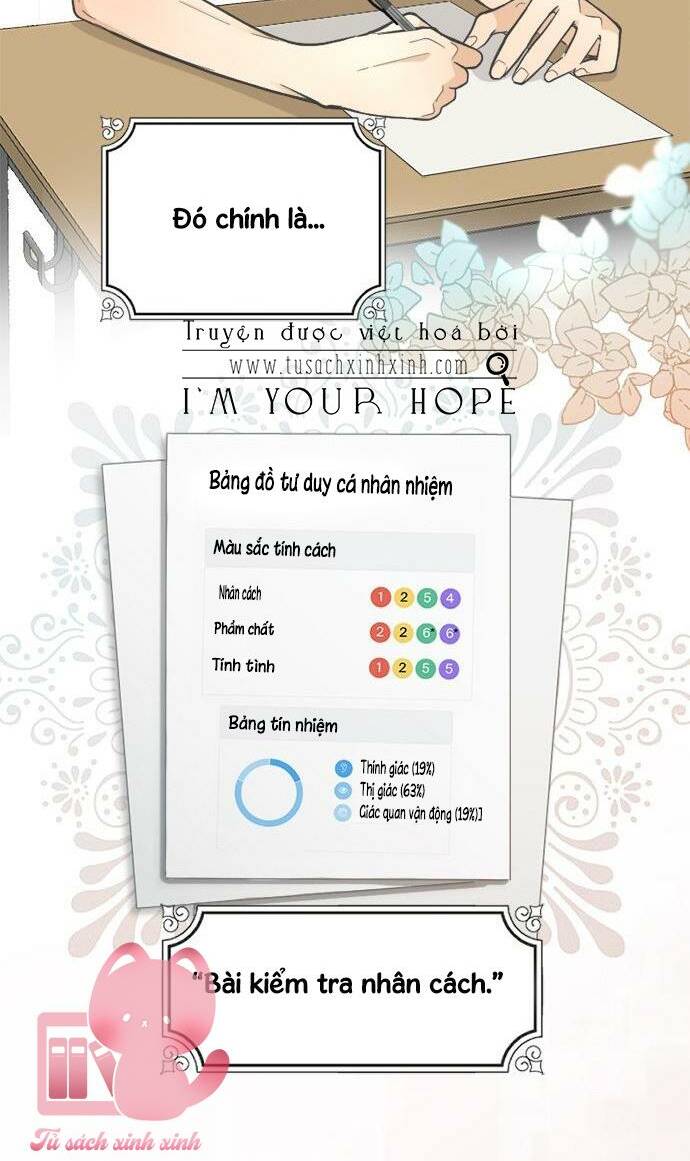 Đó chính là...
Truyện được việt hoá bởi
www.tusachxinhxinh.com
I'M YOUR HOPE
Bảng đồ tư duy cá nhân nhiệm
Màu sắc tính cách
Nhân cách 1 2 5 4
Phẩm chất 2 2 6* 6*
Tính tình 1 2 5 5
Bảng tín nhiệm
Thính giác (19%)
Thị giác (63%)
Giác quan vận động (19%)]
“Bài kiểm tra nhân cách.”
Tủ sách xinh xinh